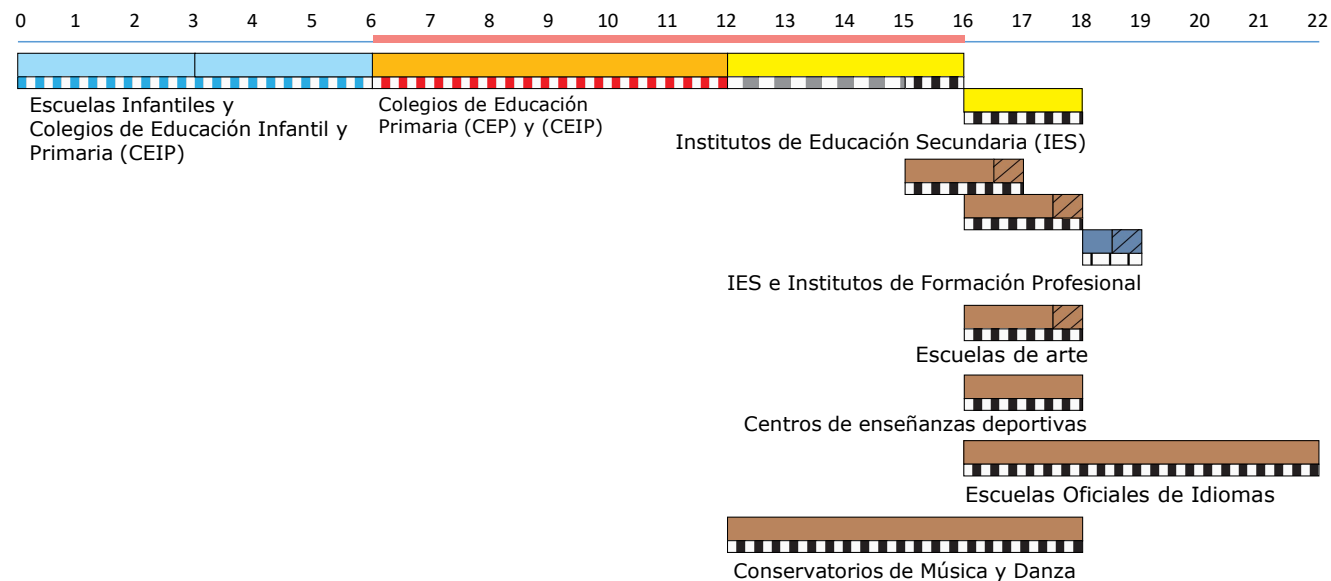 0 1 2 3 4 5 6 7 8 9 10 11 12 13 14 15 16 17 18 19 20 21 22
Escuelas Infantiles y
Colegios de Educación Infantil y
Primaria (CEIP)
Colegios de Educación
Primaria (CEP) y (CEIP)
Institutos de Educación Secundaria (IES)
IES e Institutos de Formación Profesional
Escuelas de arte
Centros de enseñanzas deportivas
Escuelas Oficiales de Idiomas
Conservatorios de Música y Danza